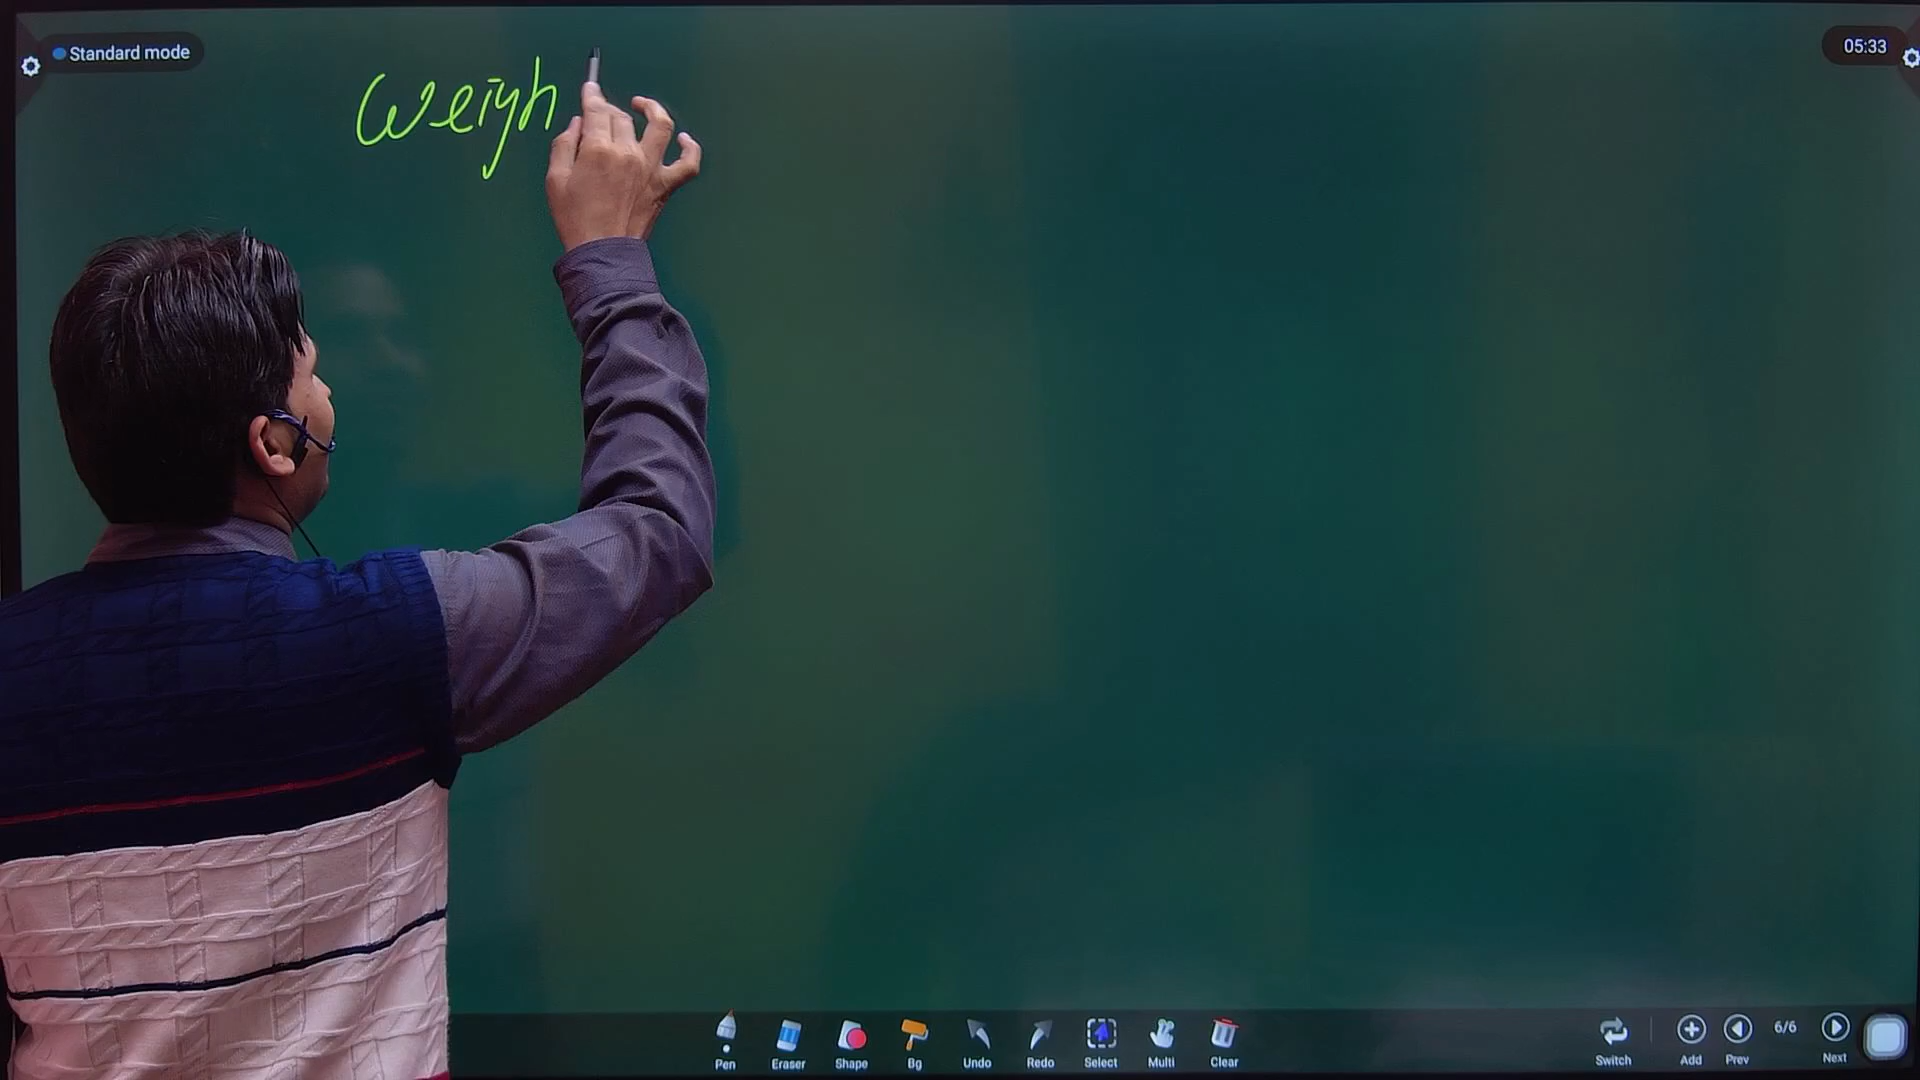 Standard mode
05:33
weigh
Pen Eraser Shape Bg Undo Redo Select Multi Clear Switch Add Prev 6/6 Next